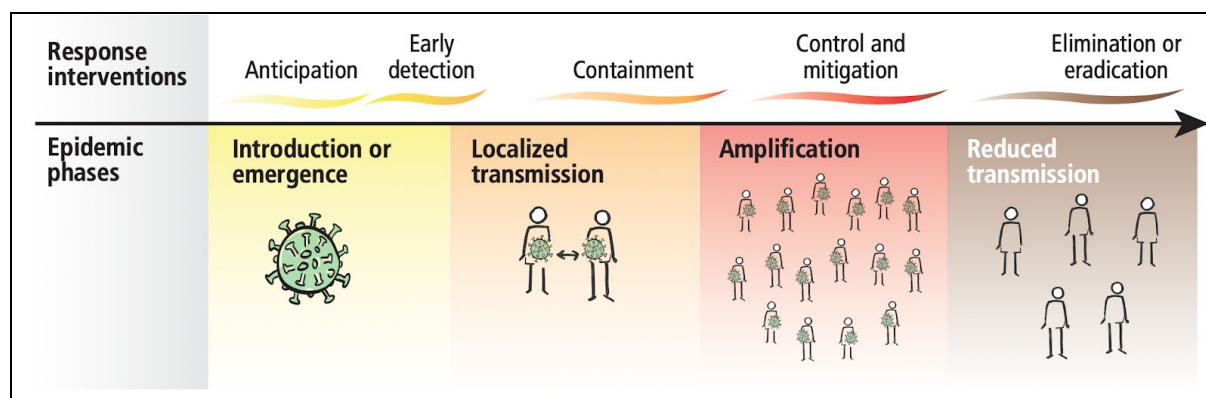 Response
interventions
Anticipation
Early
detection
Containment
Control and
mitigation
Elimination or
eradication
Epidemic
phases
Introduction or
emergence
Localized
transmission
Amplification
Reduced
transmission